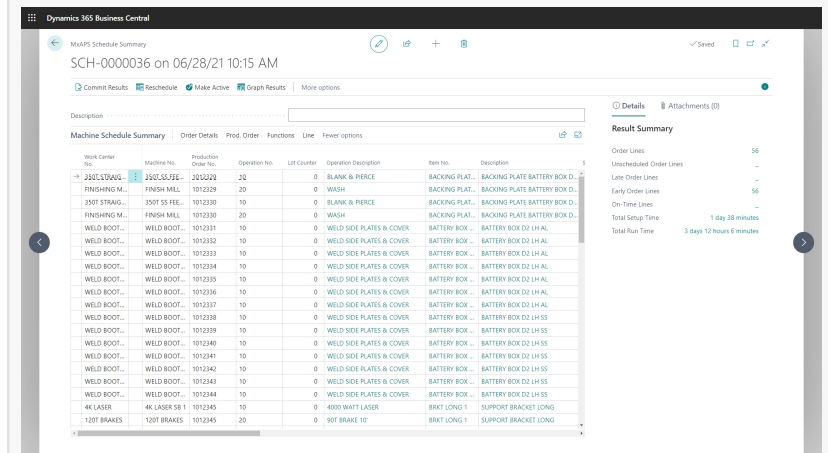 Dynamics 365 Business Central
MxAPS Schedule Summary
Saved
SCH-0000036 on 06/28/21 10:15 AM
Commit Results Reschedule Make Active Graph Results More options
Details Attachments (0)
Description
Result Summary
Machine Schedule Summary Order Details Prod. Order Functions Line Fewer options
Order Lines 56
Unscheduled Order Lines _
Late Order Lines _
Early Order Lines 56
On-Time Lines _
Total Setup Time 1 day 38 minutes
Total Run Time 3 days 12 hours 6 minutes
Work Center No. Machine No. Production Order No. Operation No. Lot Counter Operation Description Item No. Description S
350T STRAIG... 350T SS FEE... 1012329 10 0 BLANK & PIERCE BACKING PLAT... BACKING PLATE BATTERY BOX D...
FINISHING M... FINISH MILL 1012329 20 0 WASH BACKING PLAT... BACKING PLATE BATTERY BOX D...
350T STRAIG... 350T SS FEE... 1012330 10 0 BLANK & PIERCE BACKING PLAT... BACKING PLATE BATTERY BOX D...
FINISHING M... FINISH MILL 1012330 20 0 WASH BACKING PLAT... BACKING PLATE BATTERY BOX D...
WELD BOOT... WELD BOOT... 1012331 10 0 WELD SIDE PLATES & COVER BATTERY BOX ... BATTERY BOX D2 LH AL
WELD BOOT... WELD BOOT... 1012332 10 0 WELD SIDE PLATES & COVER BATTERY BOX ... BATTERY BOX D2 LH AL
WELD BOOT... WELD BOOT... 1012333 10 0 WELD SIDE PLATES & COVER BATTERY BOX ... BATTERY BOX D2 LH AL
WELD BOOT... WELD BOOT... 1012334 10 0 WELD SIDE PLATES & COVER BATTERY BOX ... BATTERY BOX D2 LH AL
WELD BOOT... WELD BOOT... 1012335 10 0 WELD SIDE PLATES & COVER BATTERY BOX ... BATTERY BOX D2 LH AL
WELD BOOT... WELD BOOT... 1012336 10 0 WELD SIDE PLATES & COVER BATTERY BOX ... BATTERY BOX D2 LH AL
WELD BOOT... WELD BOOT... 1012337 10 0 WELD SIDE PLATES & COVER BATTERY BOX ... BATTERY BOX D2 LH AL
WELD BOOT... WELD BOOT... 1012338 10 0 WELD SIDE PLATES & COVER BATTERY BOX ... BATTERY BOX D2 LH SS
WELD BOOT... WELD BOOT... 1012339 10 0 WELD SIDE PLATES & COVER BATTERY BOX ... BATTERY BOX D2 LH SS
WELD BOOT... WELD BOOT... 1012340 10 0 WELD SIDE PLATES & COVER BATTERY BOX ... BATTERY BOX D2 LH SS
WELD BOOT... WELD BOOT... 1012341 10 0 WELD SIDE PLATES & COVER BATTERY BOX ... BATTERY BOX D2 LH SS
WELD BOOT... WELD BOOT... 1012342 10 0 WELD SIDE PLATES & COVER BATTERY BOX ... BATTERY BOX D2 LH SS
WELD BOOT... WELD BOOT... 1012343 10 0 WELD SIDE PLATES & COVER BATTERY BOX ... BATTERY BOX D2 LH SS
WELD BOOT... WELD BOOT... 1012344 10 0 WELD SIDE PLATES & COVER BATTERY BOX ... BATTERY BOX D2 LH SS
4K LASER 4K LASER SB 1 1012345 10 0 4000 WATT LASER BRKT LONG 1 SUPPORT BRACKET LONG
120T BRAKES 120T BRAKES 1012345 20 0 90T BRAKE 10' BRKT LONG 1 SUPPORT BRACKET LONG